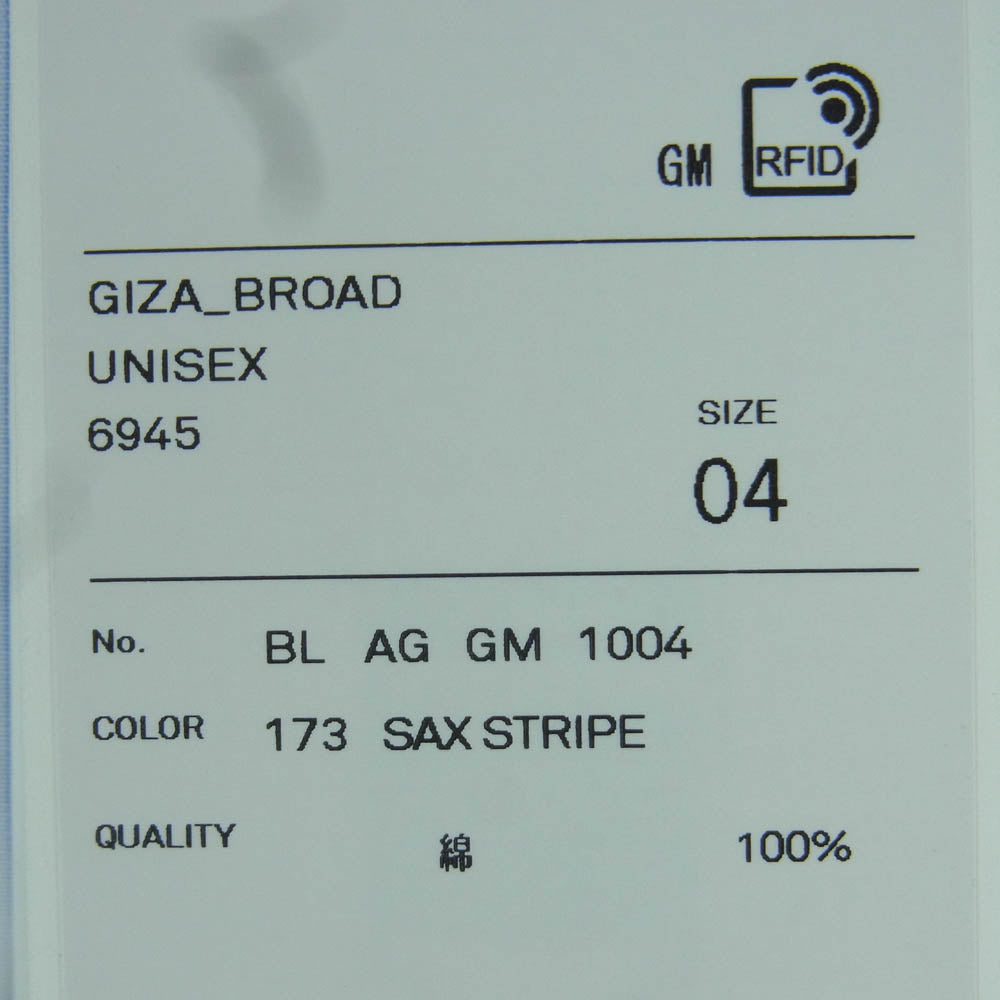 GM RFID
GIZA_BROAD
UNISEX
6945
SIZE
04
No. BL AG GM 1004
COLOR 173 SAX STRIPE
QUALITY 綿 100%